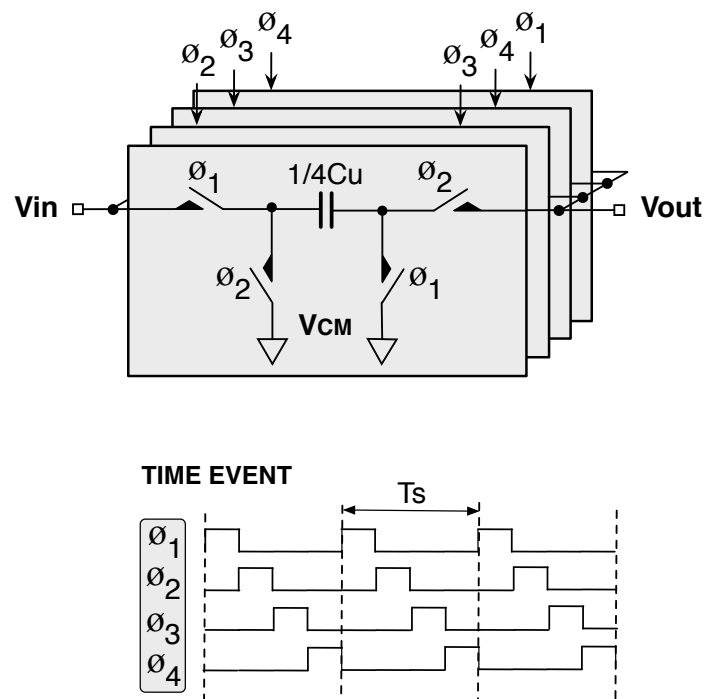 ø4 ø1
ø2 ø3 ø3 ø4
ø1 1/4Cu ø2
Vin Vout
ø2 ø1
VCM
TIME EVENT
Ts
ø1
ø2
ø3
ø4